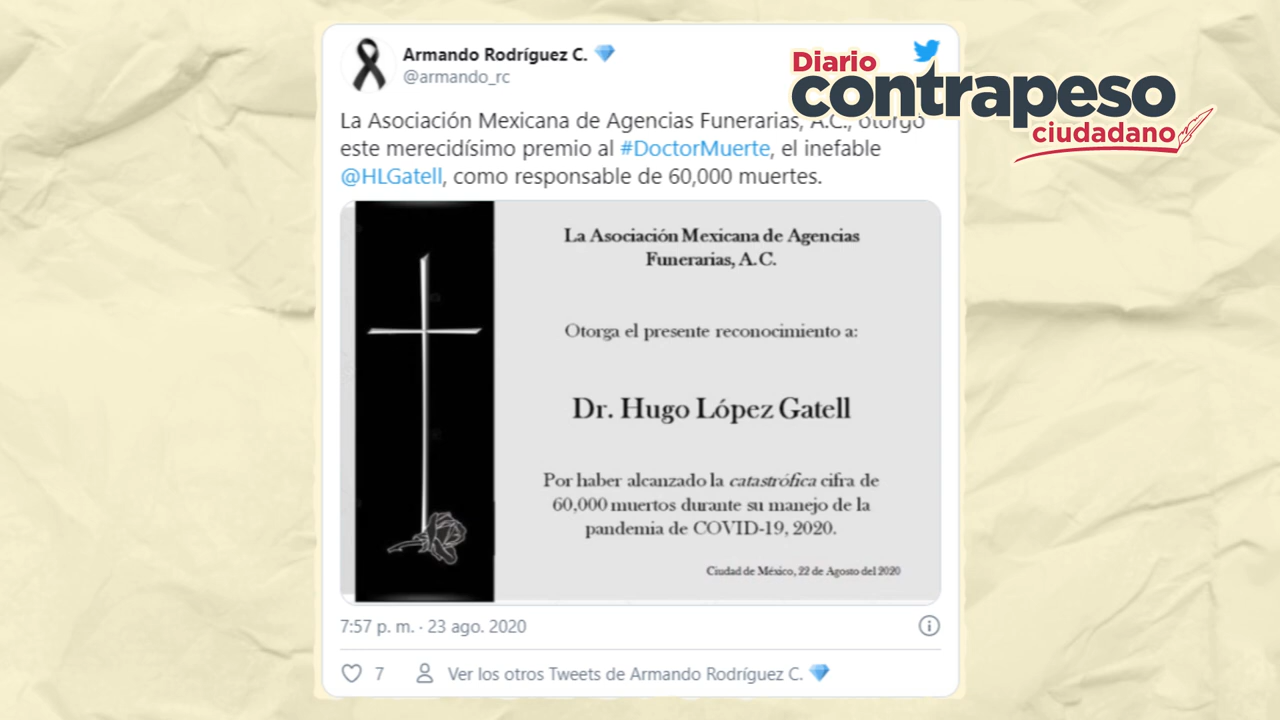 Armando Rodríguez C.
@armando_rc
Diario
contrapeso
ciudadano
La Asociación Mexicana de Agencias Funerarias, A.C., otorgó
este merecidísimo premio al #DoctorMuerte, el inefable
@HLGatell, como responsable de 60,000 muertes.
La Asociación Mexicana de Agencias
Funerarias, A.C.
Otorga el presente reconocimiento a:
Dr. Hugo López Gatell
Por haber alcanzado la catastrófica cifra de
60,000 muertos durante su manejo de la
pandemia de COVID-19, 2020.
Ciudad de México, 22 de Agosto del 2020
7:57 p. m. · 23 ago. 2020
7
Ver los otros Tweets de Armando Rodríguez C.